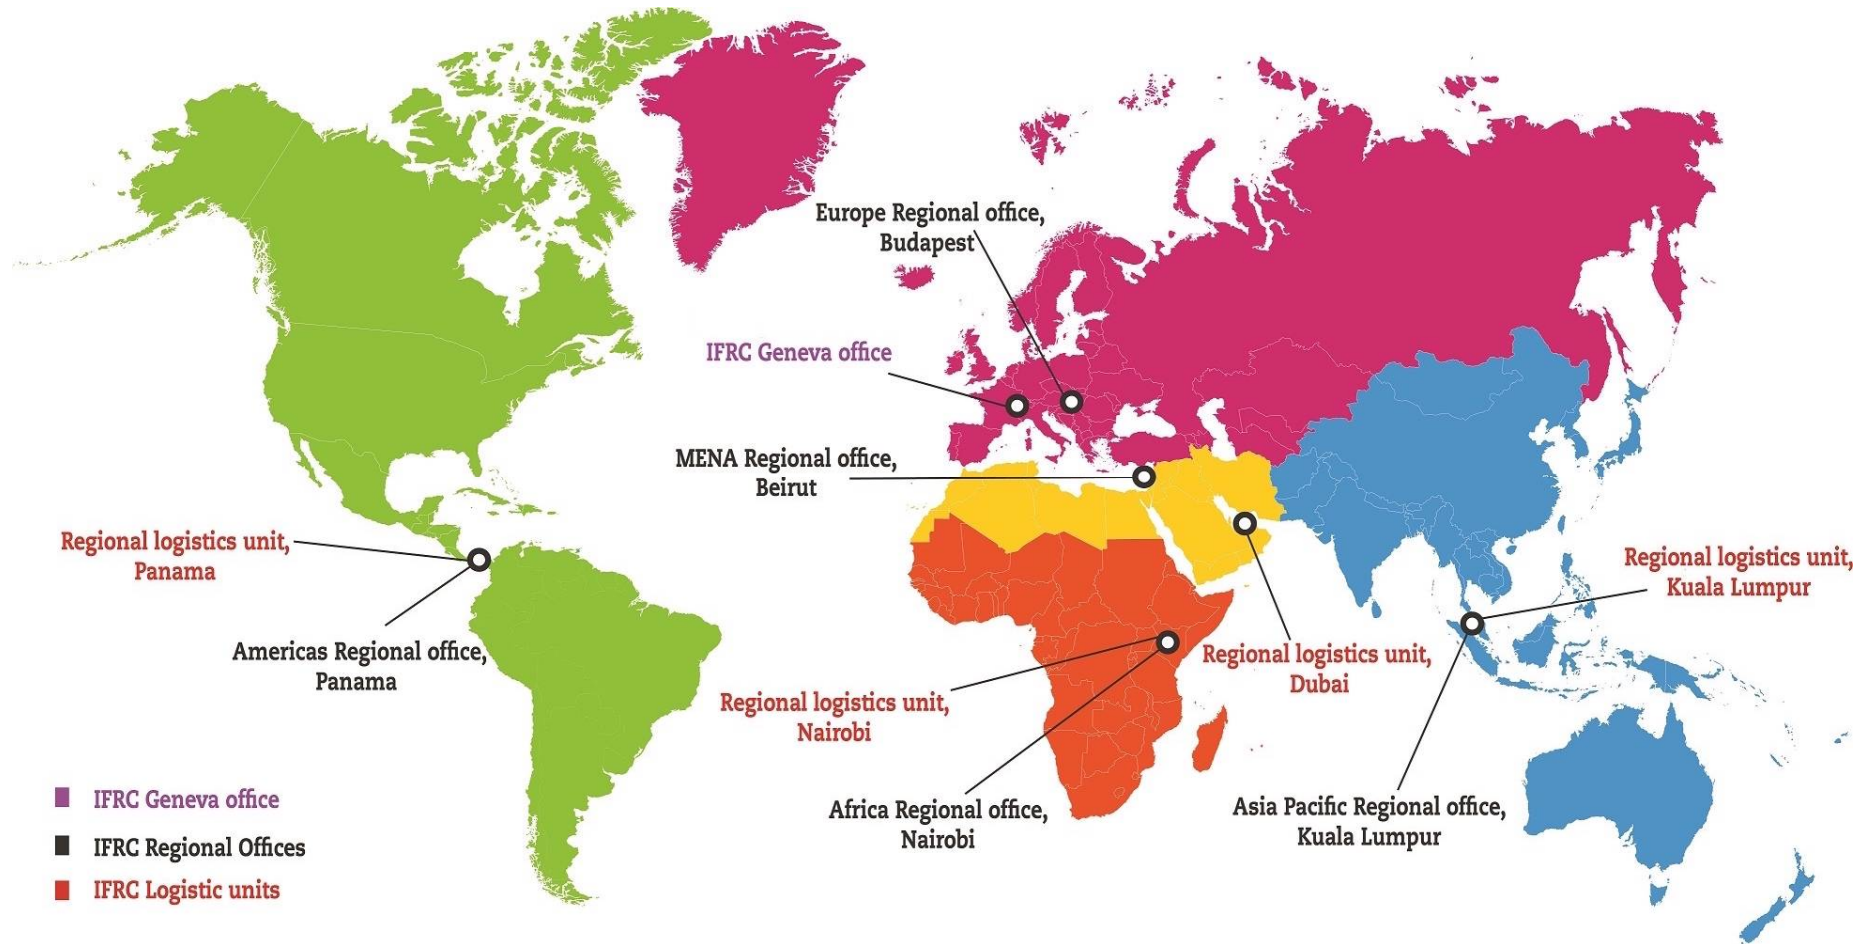 Europe Regional office,
Budapest
IFRC Geneva office
MENA Regional office,
Beirut
Regional logistics unit,
Panama
Americas Regional office,
Panama
Regional logistics unit,
Nairobi
Africa Regional office,
Nairobi
Regional logistics unit,
Dubai
Regional logistics unit,
Kuala Lumpur
Asia Pacific Regional office,
Kuala Lumpur
IFRC Geneva office
IFRC Regional Offices
IFRC Logistic units